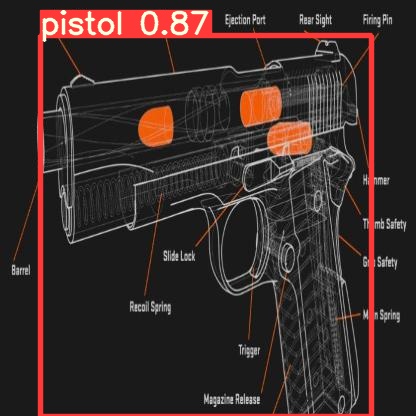 pistol 0.87
Ejection Port
Rear Sight
Firing Pin
Hammer
Thumb Safety
Grip Safety
Main Spring
Slide Lock
Barrel
Recoil Spring
Trigger
Magazine Release